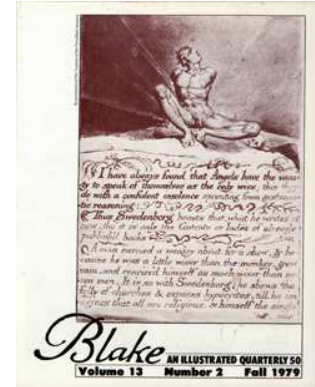 I have always found that Angels have the vani-
ty to speak of themselves as the only wise; this they
do with a confident insolence sprouting from systema-
tic reasoning:
Thus Swedenborg boasts that what he writes is
new; tho' it is only the Contents or Index of already
publish'd books
A man carried a monkey about for a shew, & be-
cause he was a little wiser than the monkey, grew
vain, and conceiv'd himself as much wiser than se-
ven men. It is so with Swedenborg; he shews the
folly of churches & exposes hypocrites, till he im-
agines that all are religious, & himself the single
Blake AN ILLUSTRATED QUARTERLY 50
Volume 13 Number 2 Fall 1979